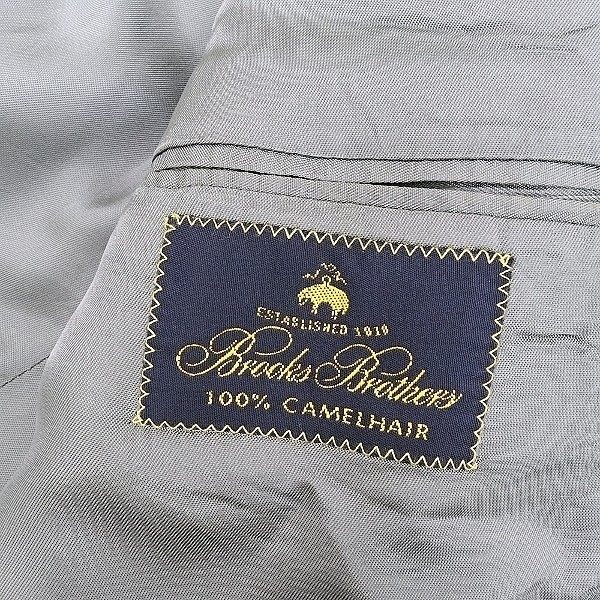 ESTABLISHED 1818
Brooks Brothers
100% CAMELHAIR